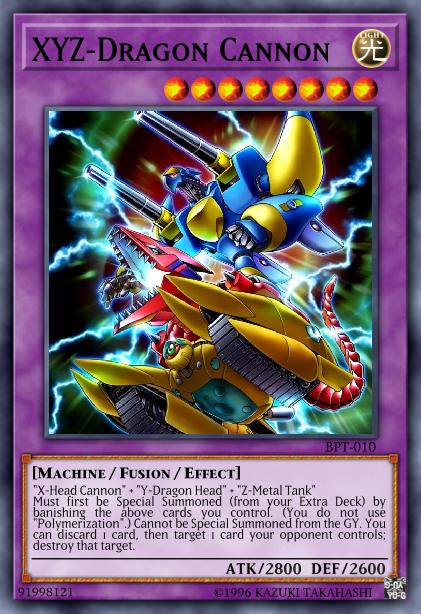 XYZ-Dragon Cannon
LIGHT
光
BPT-010
[Machine / Fusion / Effect]
"X-Head Cannon" + "Y-Dragon Head" + "Z-Metal Tank"
Must first be Special Summoned (from your Extra Deck) by
banishing the above cards you control. (You do not use
"Polymerization".) Cannot be Special Summoned from the GY. You
can discard 1 card, then target 1 card your opponent controls;
destroy that target.
ATK/2800 DEF/2600
91998121
©1996 KAZUKI TAKAHASHI